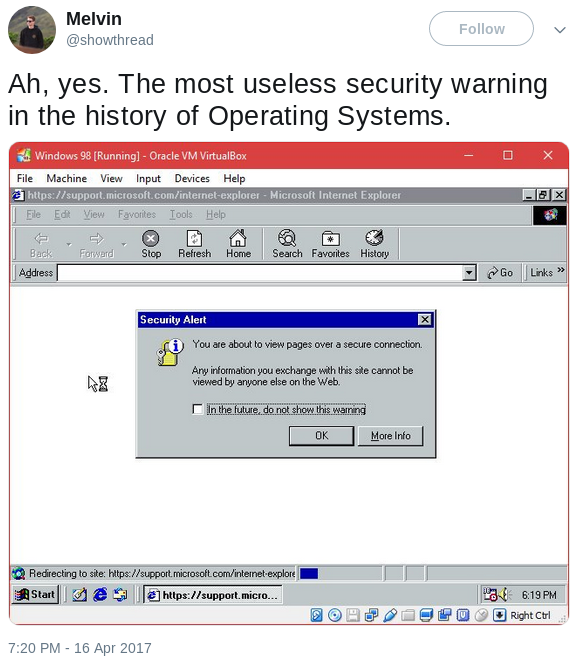 Melvin
@showthread
Follow
Ah, yes. The most useless security warning
in the history of Operating Systems.
Windows 98 [Running] - Oracle VM VirtualBox
File Machine View Input Devices Help
https://support.microsoft.com/internet-explorer - Microsoft Internet Explorer
File Edit View Favorites Tools Help
Back Forward Stop Refresh Home Search Favorites History
Address Go Links »
Security Alert
You are about to view pages over a secure connection.
Any information you exchange with this site cannot be
viewed by anyone else on the Web.
In the future, do not show this warning
OK More Info
Redirecting to site: https://support.microsoft.com/internet-explore
Start https://support.micro... 6:19 PM
Right Ctrl
7:20 PM - 16 Apr 2017